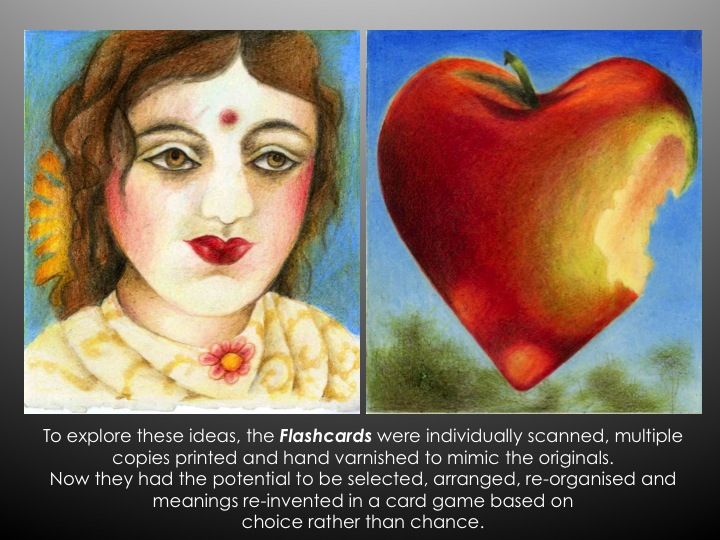 To explore these ideas, the Flashcards were individually scanned, multiple
copies printed and hand varnished to mimic the originals.
Now they had the potential to be selected, arranged, re-organised and
meanings re-invented in a card game based on
choice rather than chance.